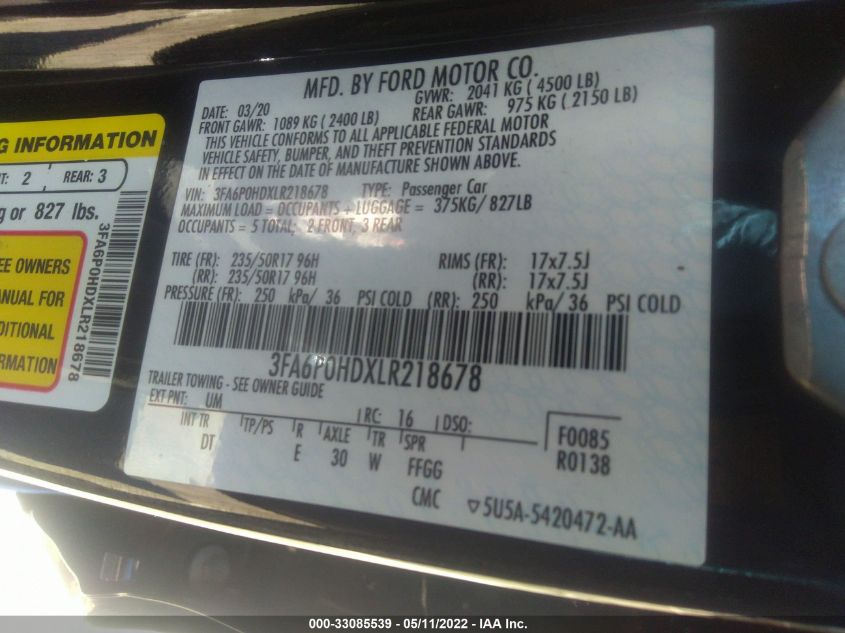 MFD. BY FORD MOTOR CO.
DATE: 03/20
GVWR: 2041 KG ( 4500 LB)
FRONT GAWR: 1089 KG ( 2400 LB)
REAR GAWR: 975 KG ( 2150 LB)
THIS VEHICLE CONFORMS TO ALL APPLICABLE FEDERAL MOTOR
VEHICLE SAFETY, BUMPER, AND THEFT PREVENTION STANDARDS
IN EFFECT ON THE DATE OF MANUFACTURE SHOWN ABOVE.
VIN: 3FA6P0HDXLR218678 TYPE: Passenger Car
MAXIMUM LOAD = OCCUPANTS + LUGGAGE = 375KG/ 827LB
OCCUPANTS = 5 TOTAL; 2 FRONT, 3 REAR
TIRE (FR): 235/50R17 96H RIMS (FR): 17x7.5J
(RR): 235/50R17 96H (RR): 17x7.5J
PRESSURE (FR): 250 kPa/ 36 PSI COLD (RR): 250 kPa/ 36 PSI COLD
3FA6P0HDXLR218678
TRAILER TOWING - SEE OWNER GUIDE
EXT PNT: UM RC: 16 DSO:
INT TR TP/PS R AXLE TR SPR
DT E 30 W FFGG
F0085
R0138
CMC 5U5A-5420472-AA
G INFORMATION
T: 2 REAR: 3
g or 827 lbs.
EE OWNERS
ANUAL FOR
DITIONAL
ORMATION
3FA6P0HDXLR218678
000-33085539 - 05/11/2022 - IAA Inc.